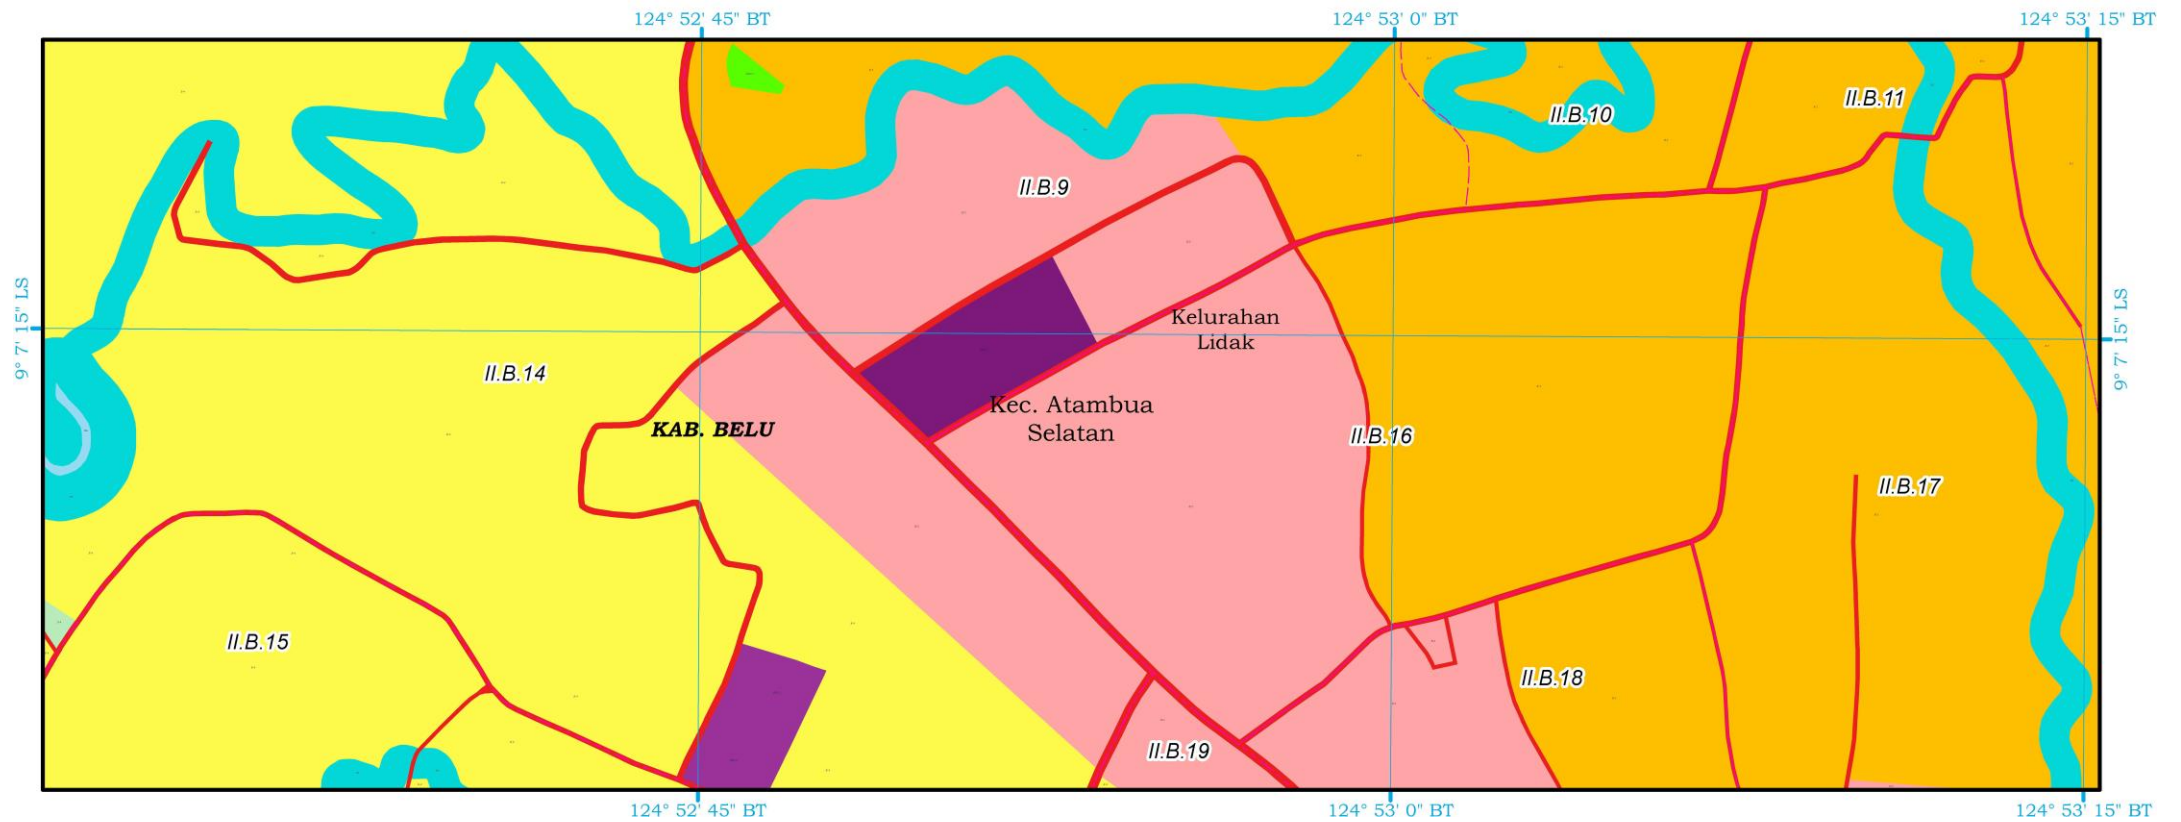 124° 52' 45" BT
124° 53' 0" BT
124° 53' 15" BT
II.B.11
II.B.10
II.B.9
9° 7' 15" LS
9° 7' 15" LS
Kelurahan
Lidak
II.B.14
Kec. Atambua
Selatan
KAB. BELU
II.B.16
II.B.17
II.B.15
II.B.18
II.B.19
124° 52' 45" BT
124° 53' 0" BT
124° 53' 15" BT